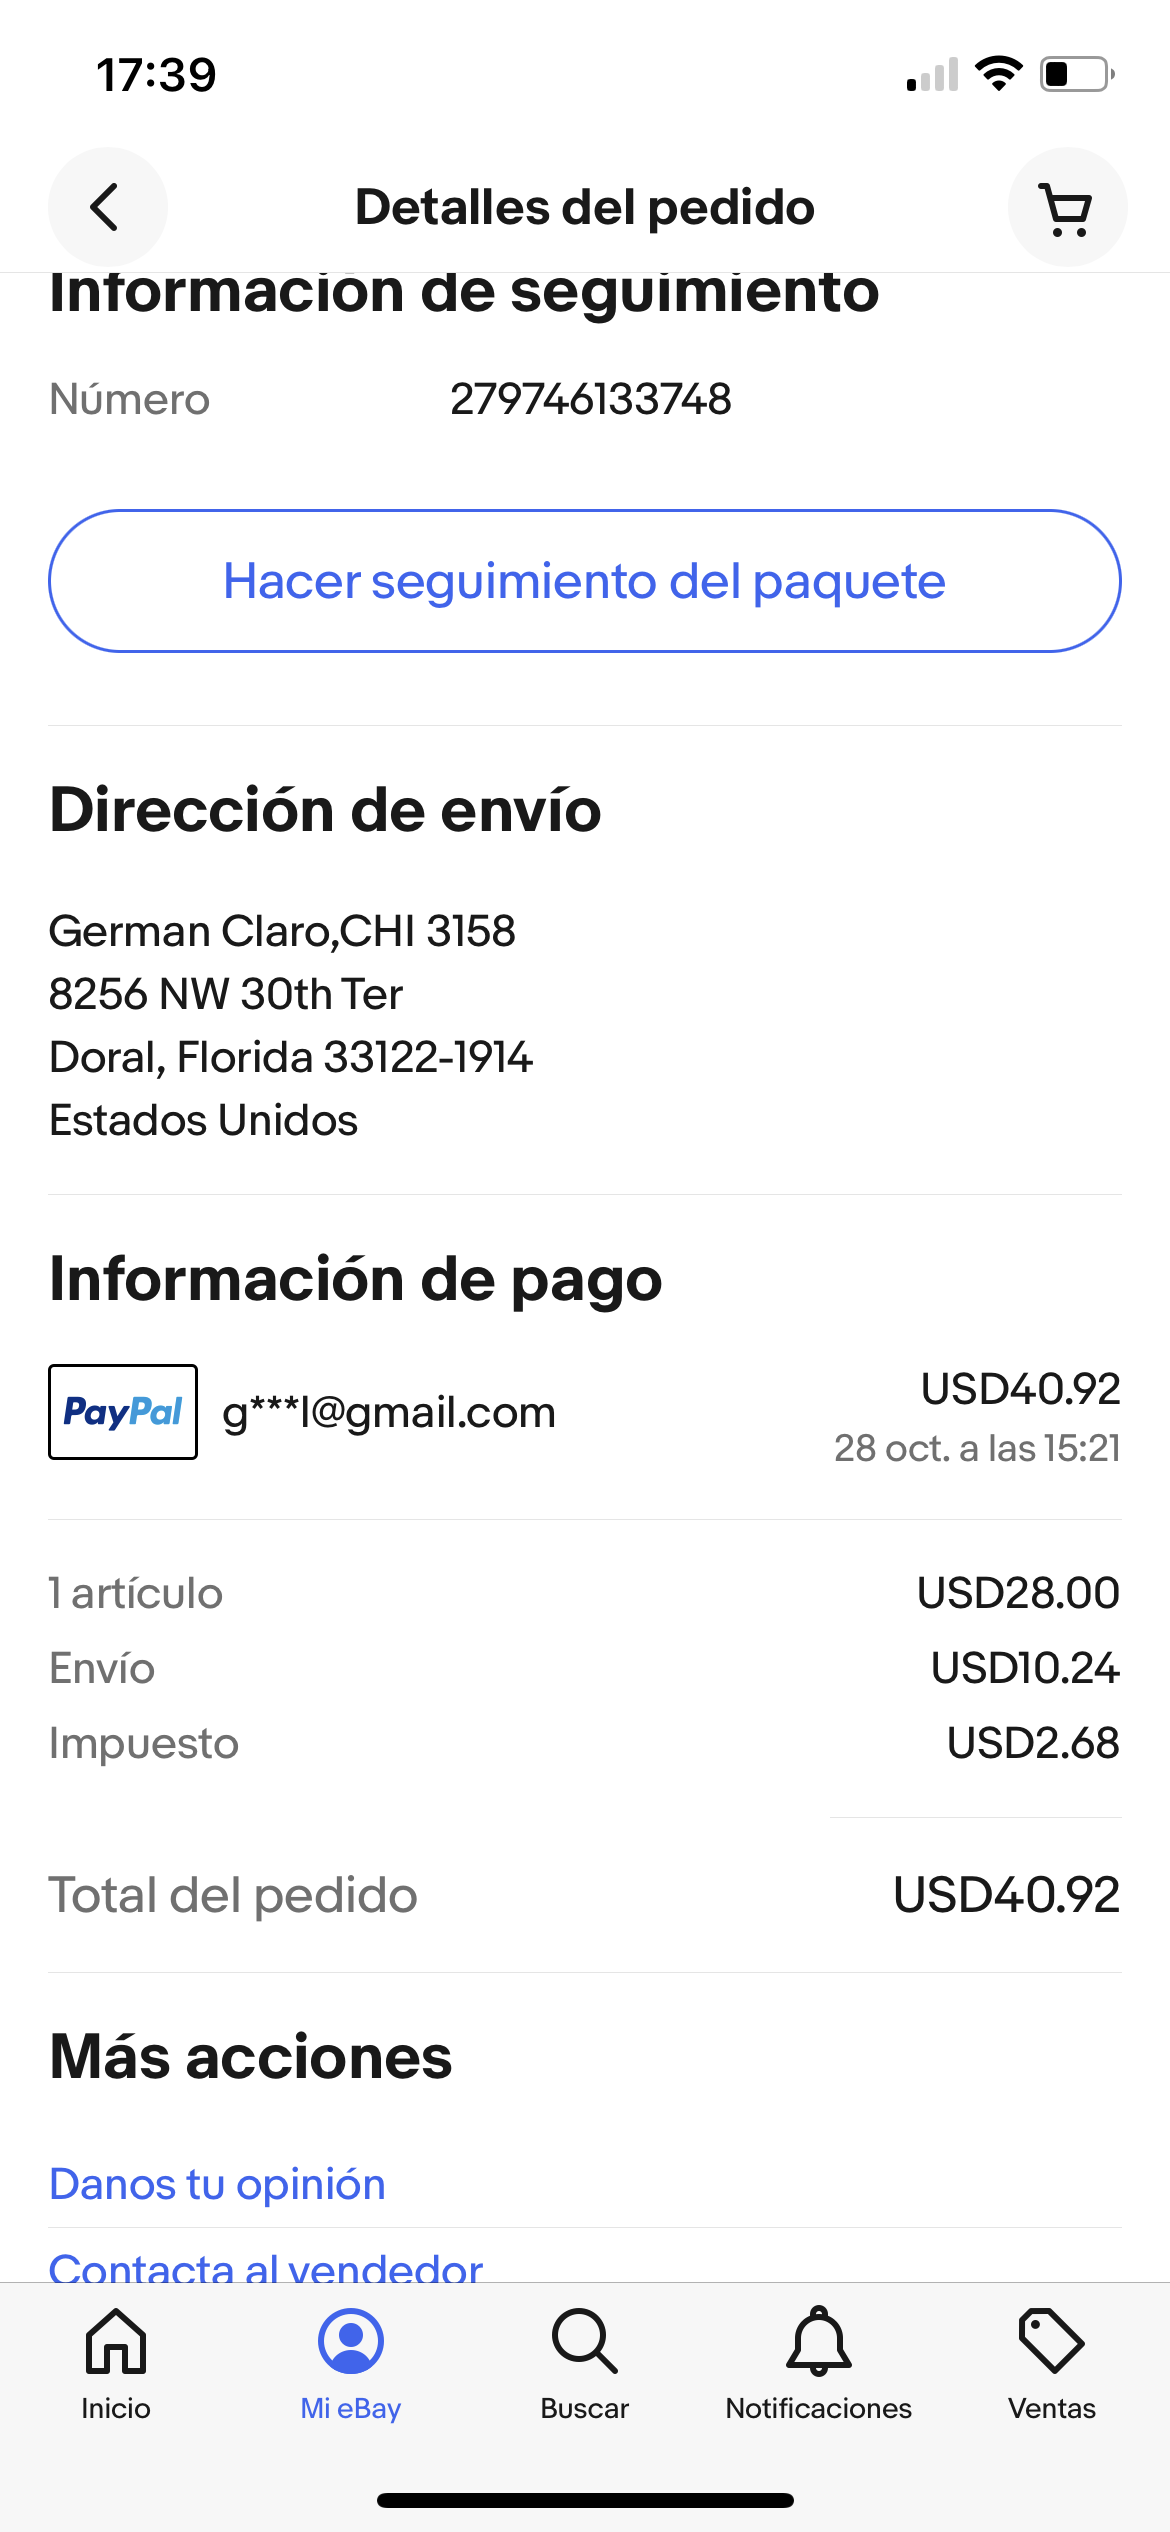 17:39
Detalles del pedido
Información de seguimiento
Número 279746133748
Hacer seguimiento del paquete
Dirección de envío
German Claro,CHI 3158
8256 NW 30th Ter
Doral, Florida 33122-1914
Estados Unidos
Información de pago
PayPal g***l@gmail.com USD40.92
28 oct. a las 15:21
1 artículo USD28.00
Envío USD10.24
Impuesto USD2.68
Total del pedido USD40.92
Más acciones
Danos tu opinión
Contacta al vendedor
Inicio Mi eBay Buscar Notificaciones Ventas